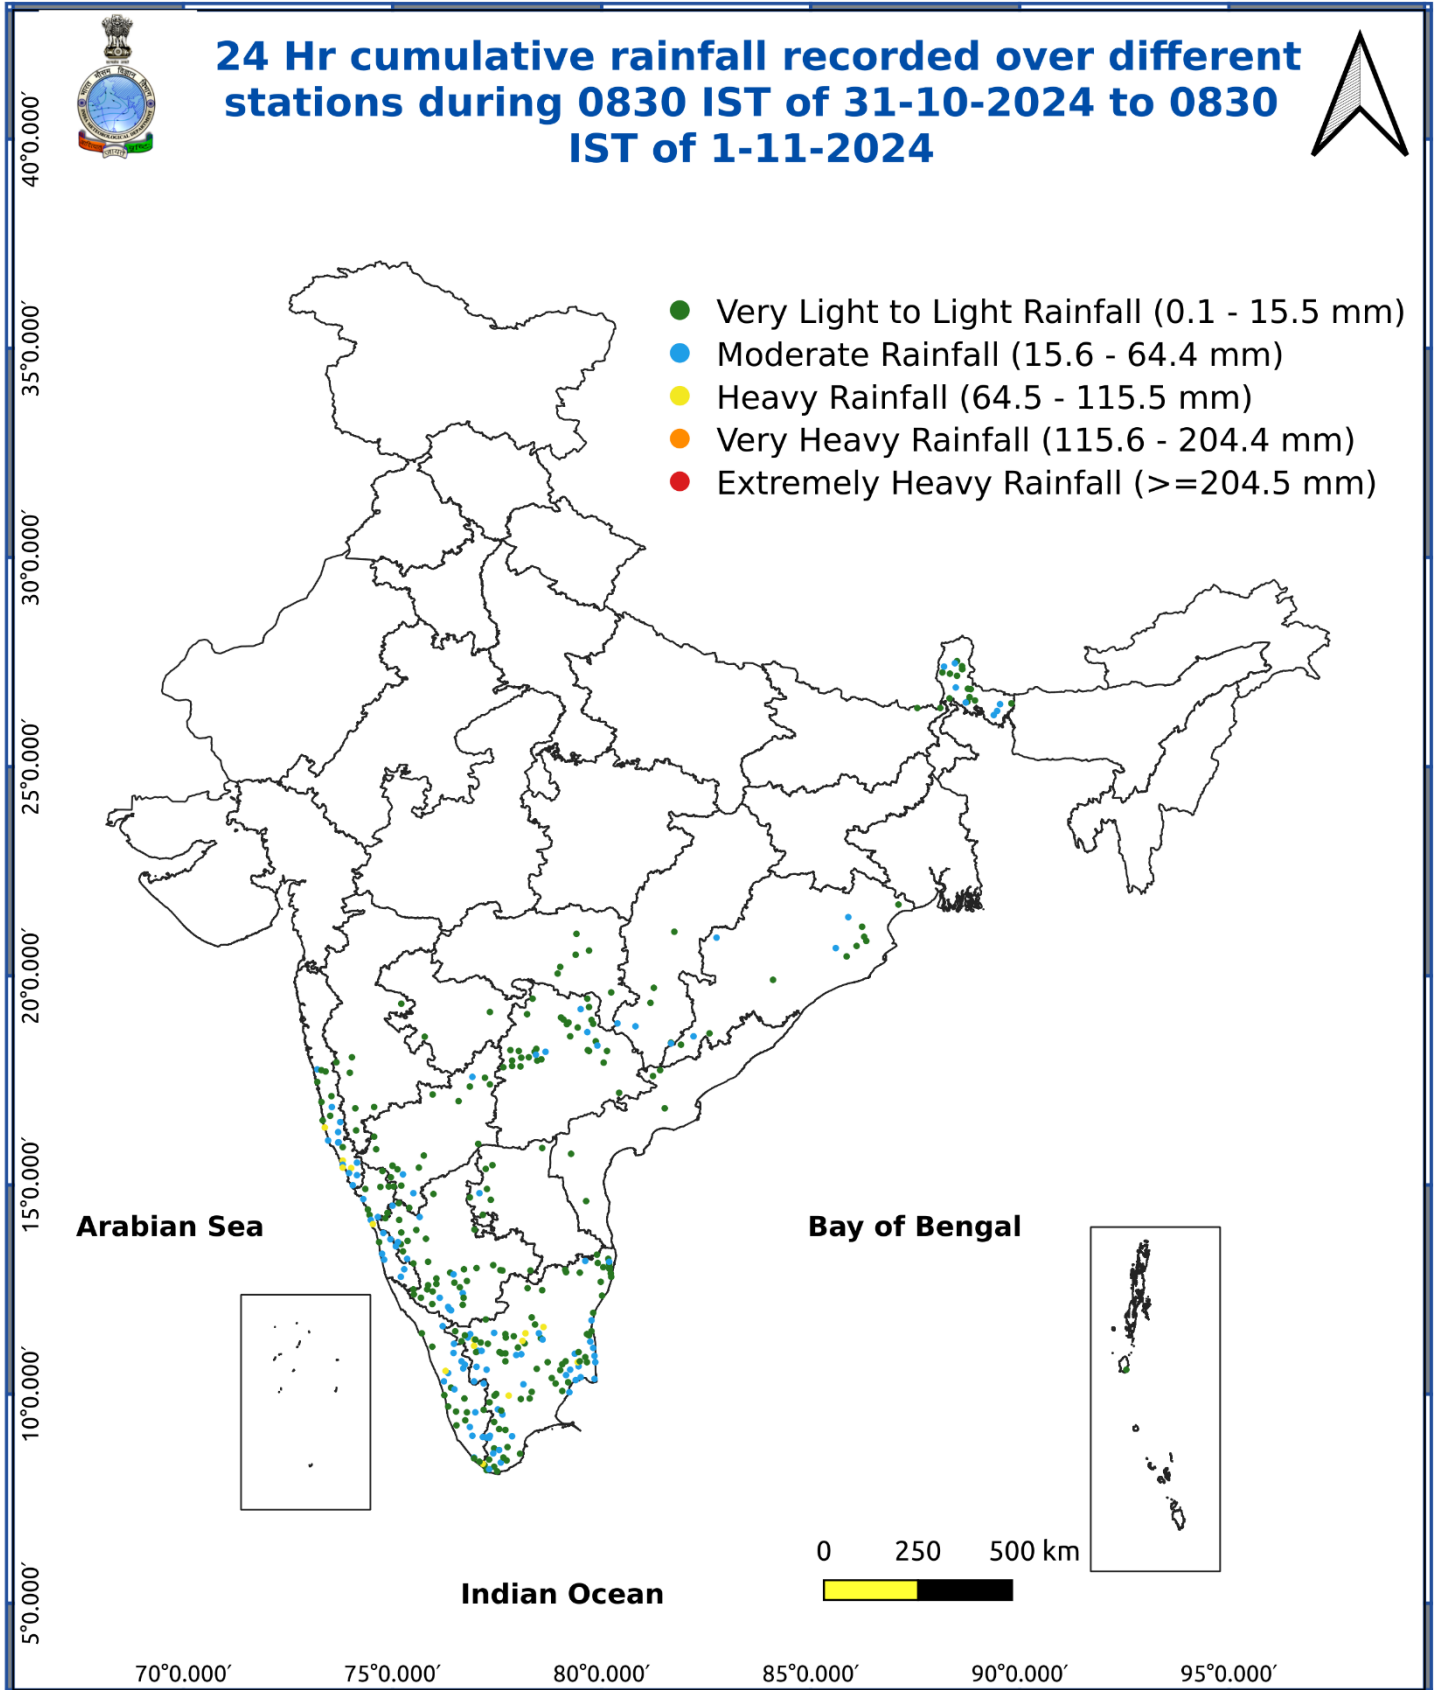 24 Hr cumulative rainfall recorded over different
stations during 0830 IST of 31-10-2024 to 0830
IST of 1-11-2024
Very Light to Light Rainfall (0.1 - 15.5 mm)
Moderate Rainfall (15.6 - 64.4 mm)
Heavy Rainfall (64.5 - 115.5 mm)
Very Heavy Rainfall (115.6 - 204.4 mm)
Extremely Heavy Rainfall (>=204.5 mm)
40°0.000′
35°0.000′
30°0.000′
25°0.000′
20°0.000′
15°0.000′
10°0.000′
5°0.000′
Arabian Sea
Bay of Bengal
Indian Ocean
0 250 500 km
70°0.000′ 75°0.000′ 80°0.000′ 85°0.000′ 90°0.000′ 95°0.000′